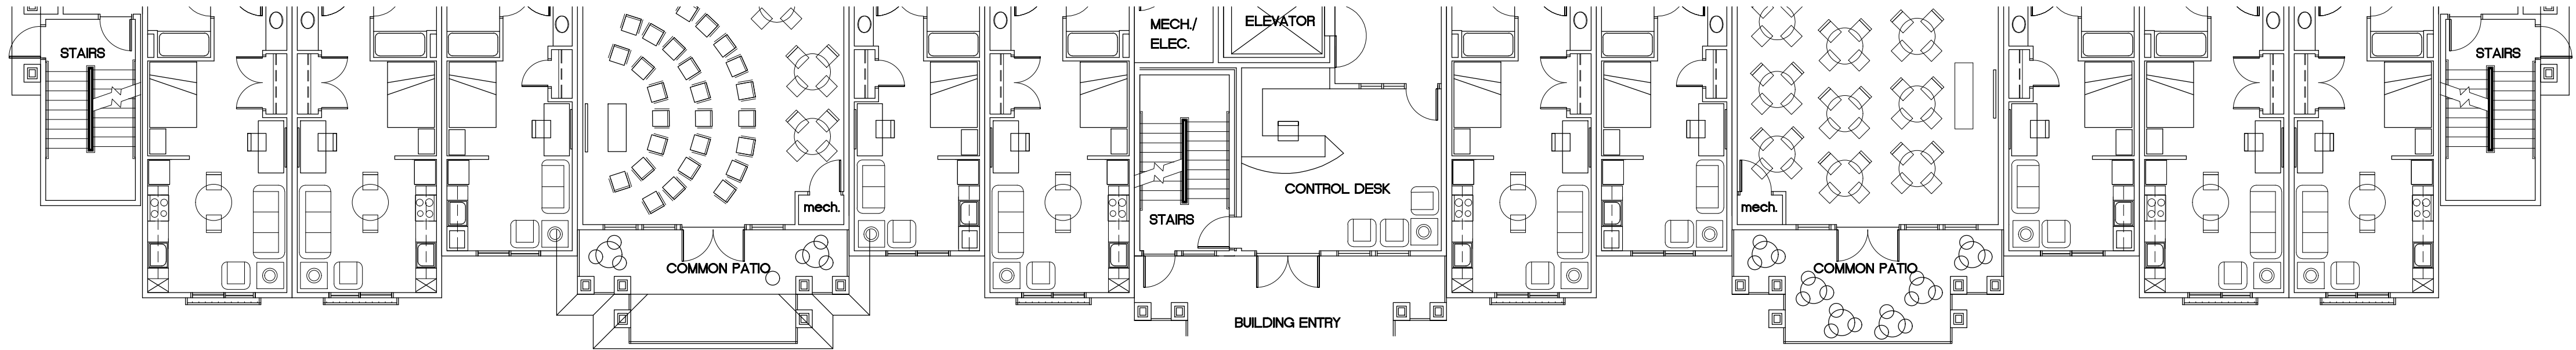 STAIRS
mech.
COMMON PATIO
MECH./
ELEC.
ELEVATOR
STAIRS
CONTROL DESK
BUILDING ENTRY
mech.
COMMON PATIO
STAIRS